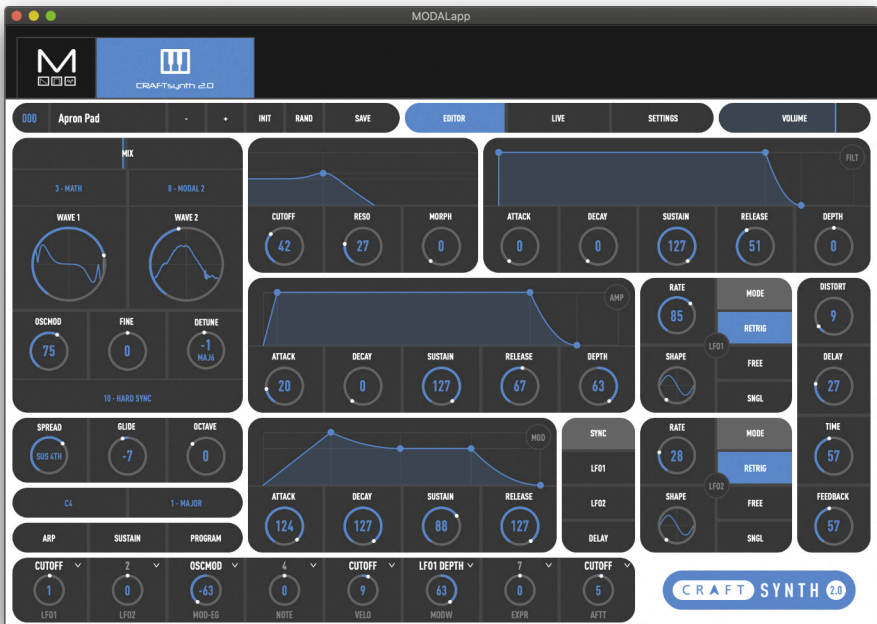 MODALapp
M
CRAFTsynth 2.0
000 Apron Pad - + INIT RAND SAVE EDITOR LIVE SETTINGS VOLUME
MIX
3 - MATH 8 - MODAL 2
WAVE 1 WAVE 2
OSCMOD FINE DETUNE
75 0 -1
MAJ6
10 - HARD SYNC
CUTOFF RESO MORPH
42 27 0
FILT
ATTACK DECAY SUSTAIN RELEASE DEPTH
0 0 127 51 0
AMP
ATTACK DECAY SUSTAIN RELEASE DEPTH
20 0 127 67 63
RATE MODE
85 RETRIG
LFO1
SHAPE FREE
SNGL
DISTORT
9
DELAY
27
TIME
57
FEEDBACK
57
SPREAD GLIDE OCTAVE
SUS 4TH -7 0
C4 1 - MAJOR
ARP SUSTAIN PROGRAM
MOD
ATTACK DECAY SUSTAIN RELEASE
124 127 88 127
SYNC
LFO1
LFO2
DELAY
RATE MODE
28 RETRIG
LFO2
SHAPE FREE
SNGL
CUTOFF 2 OSCMOD 4 CUTOFF LFO1 DEPTH 7 CUTOFF
1 0 -63 0 9 63 0 5
LFO1 LFO2 MOD-EG NOTE VELO MODW EXPR AFTT
CRAFT SYNTH 2.0